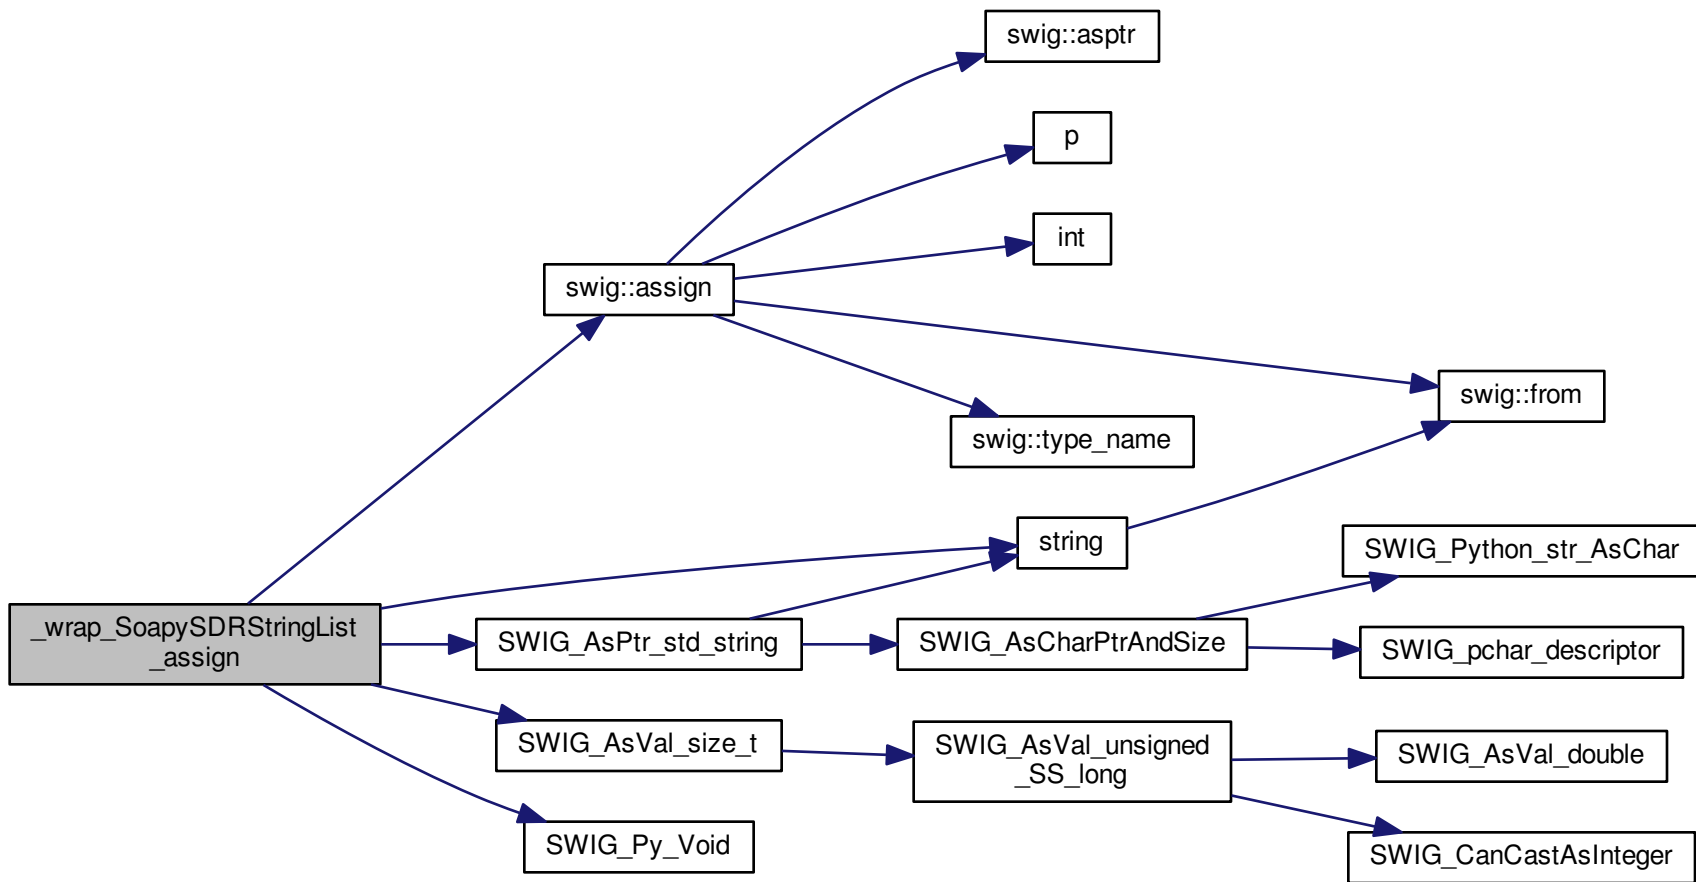 swig::asptr
p
int
swig::assign
swig::from
swig::type_name
string
SWIG_Python_str_AsChar
_wrap_SoapySDRStringList
_assign
SWIG_AsPtr_std_string
SWIG_AsCharPtrAndSize
SWIG_pchar_descriptor
SWIG_AsVal_size_t
SWIG_AsVal_unsigned
_SS_long
SWIG_AsVal_double
SWIG_Py_Void
SWIG_CanCastAsInteger